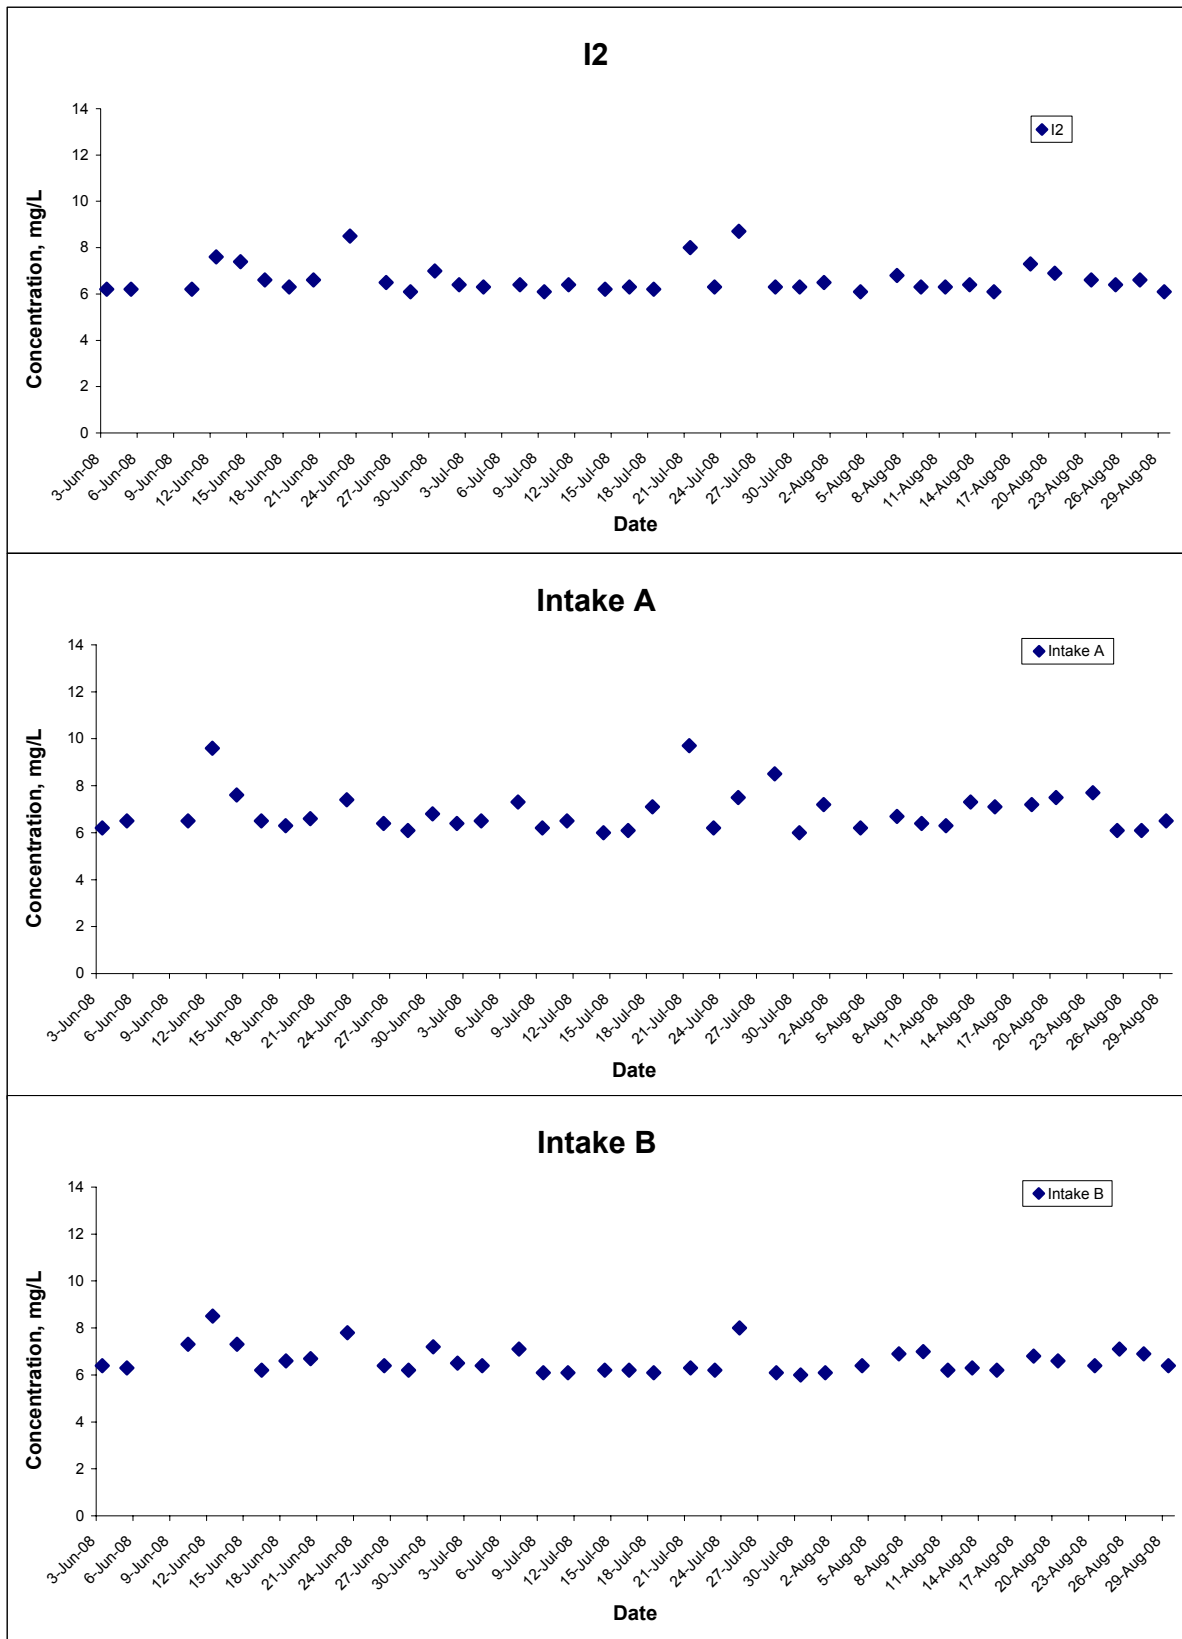 I2
14
12
10
8
6
4
2
0
Concentration, mg/L
I2
3-Jun-08 6-Jun-08 9-Jun-08 12-Jun-08 15-Jun-08 18-Jun-08 21-Jun-08 24-Jun-08 27-Jun-08 30-Jun-08 3-Jul-08 6-Jul-08 9-Jul-08 12-Jul-08 15-Jul-08 18-Jul-08 21-Jul-08 24-Jul-08 27-Jul-08 30-Jul-08 2-Aug-08 5-Aug-08 8-Aug-08 11-Aug-08 14-Aug-08 17-Aug-08 20-Aug-08 23-Aug-08 26-Aug-08 29-Aug-08
Date
Intake A
14
12
10
8
6
4
2
0
Concentration, mg/L
Intake A
3-Jun-08 6-Jun-08 9-Jun-08 12-Jun-08 15-Jun-08 18-Jun-08 21-Jun-08 24-Jun-08 27-Jun-08 30-Jun-08 3-Jul-08 6-Jul-08 9-Jul-08 12-Jul-08 15-Jul-08 18-Jul-08 21-Jul-08 24-Jul-08 27-Jul-08 30-Jul-08 2-Aug-08 5-Aug-08 8-Aug-08 11-Aug-08 14-Aug-08 17-Aug-08 20-Aug-08 23-Aug-08 26-Aug-08 29-Aug-08
Date
Intake B
14
12
10
8
6
4
2
0
Concentration, mg/L
Intake B
3-Jun-08 6-Jun-08 9-Jun-08 12-Jun-08 15-Jun-08 18-Jun-08 21-Jun-08 24-Jun-08 27-Jun-08 30-Jun-08 3-Jul-08 6-Jul-08 9-Jul-08 12-Jul-08 15-Jul-08 18-Jul-08 21-Jul-08 24-Jul-08 27-Jul-08 30-Jul-08 2-Aug-08 5-Aug-08 8-Aug-08 11-Aug-08 14-Aug-08 17-Aug-08 20-Aug-08 23-Aug-08 26-Aug-08 29-Aug-08
Date